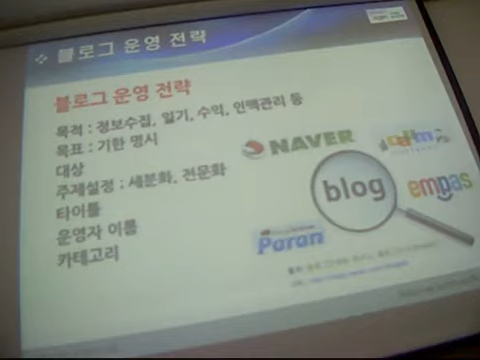 블로그 운영 전략
블로그 운영 전략
목적 : 정보수집, 일기, 수익, 인맥관리 등
목표 : 기한 명시
대상
주제설정 : 세분화, 전문화
타이틀
운영자 이름
카테고리
NAVER
blog
empas
Paran